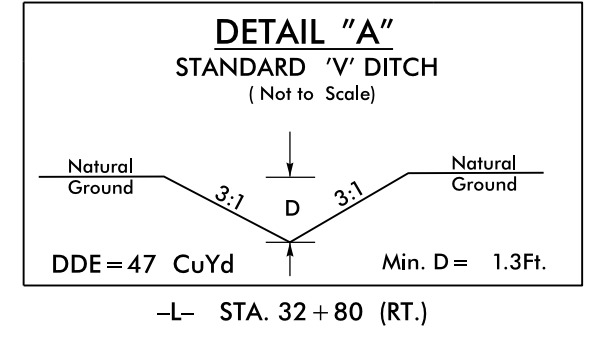 DETAIL "A"
STANDARD 'V' DITCH
( Not to Scale)
Natural
Ground
3:1
D
3:1
Natural
Ground
DDE = 47 CuYd
Min. D = 1.3Ft.
–L– STA. 32 + 80 (RT.)